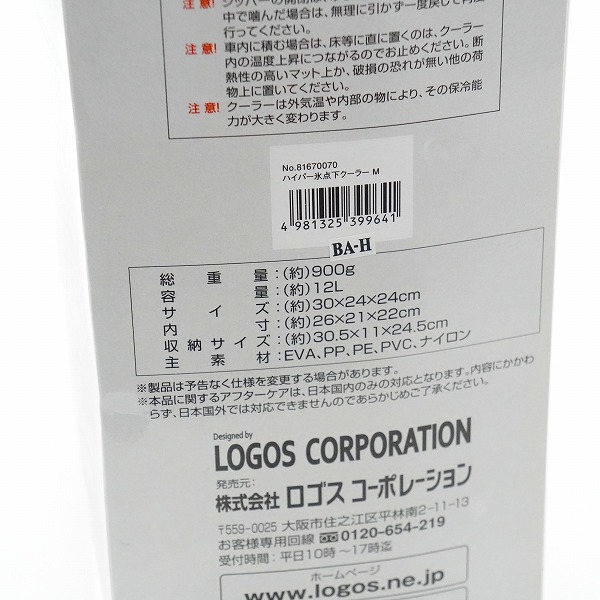 注意! ジッパーの開閉は
中で噛んだ場合は、無理に引かず一度戻して再度
行ってください。
注意! 車内に積む場合は、床等に直に置くのは、クーラー
内の温度上昇につながるのでお止めください。断
熱性の高いマット上か、破損の恐れが無い他の荷
物上に置いてください。
注意! クーラーは外気温や内部の物により、その保冷能
力が大きく変わります。
No.81670070
ハイパー氷点下クーラー M
4 981325 399641
BA-H
総重量:(約)900g
容量:(約)12L
サイズ:(約)30×24×24cm
内寸:(約)26×21×22cm
収納サイズ:(約)30.5×11×24.5cm
主素材:EVA、PP、PE、PVC、ナイロン
※製品は予告なく仕様を変更する場合があります。
※本品に関するアフターケアは、日本国内のみの対応となります。内容にかかわ
らず、日本国外では対応できませんのであらかじめご了承ください。
Designed by
LOGOS CORPORATION
発売元:
株式会社 ロゴス コーポレーション
〒559-0025 大阪市住之江区平林南2-11-13
お客様専用回線 0120-654-219
受付時間:平日10時〜17時迄
ホームページ
www.logos.ne.jp